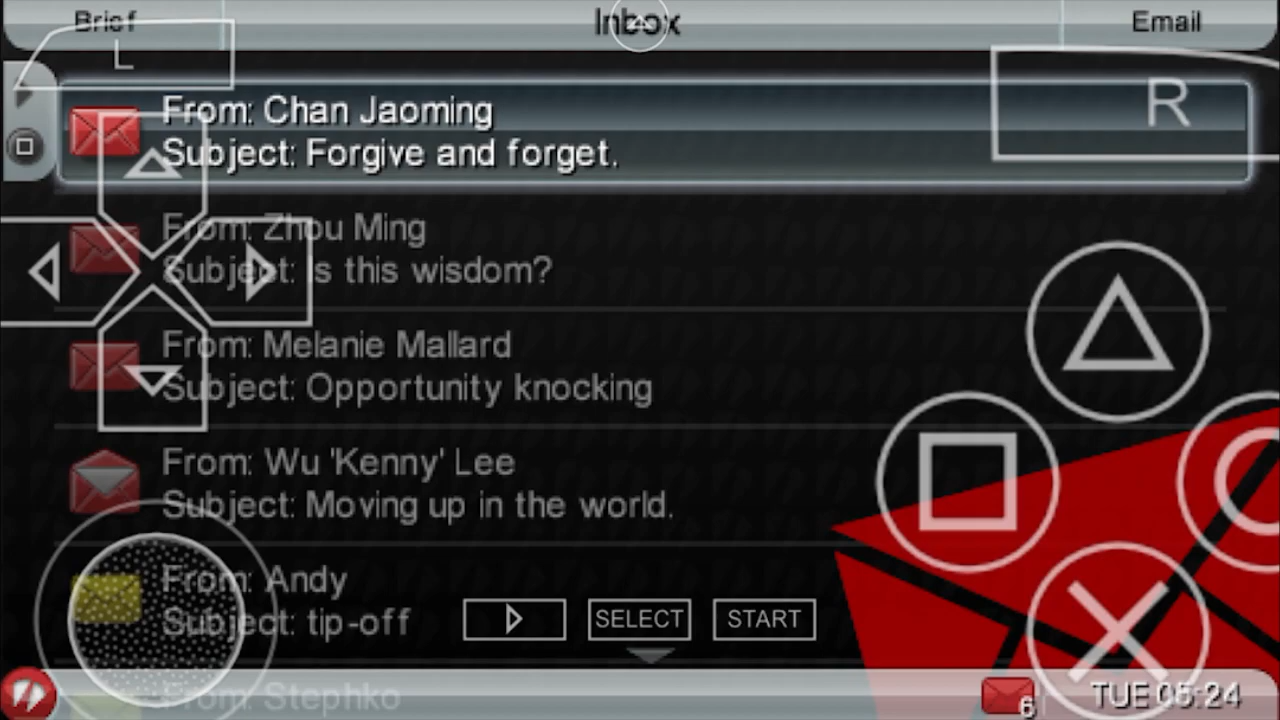 Brief
Inbox
Email
L
R
From: Chan Jaoming
Subject: Forgive and forget.
From: Zhou Ming
Subject: Is this wisdom?
From: Melanie Mallard
Subject: Opportunity knocking
From: Wu 'Kenny' Lee
Subject: Moving up in the world.
From: Andy
Subject: tip-off
SELECT
START
From: Stephko
6
TUE 05:24